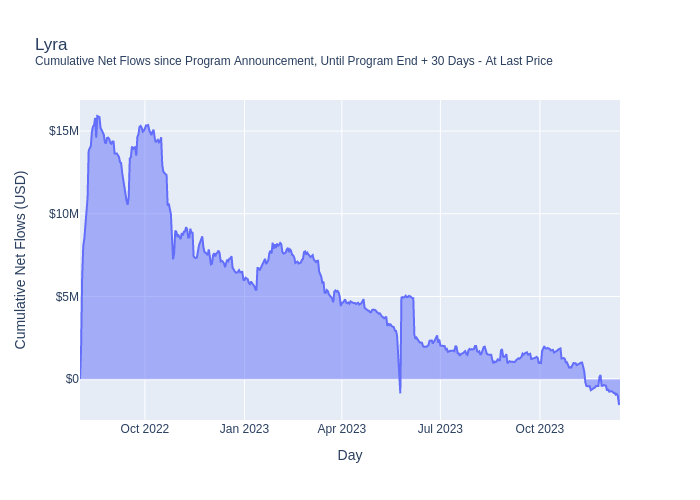 Lyra
Cumulative Net Flows since Program Announcement, Until Program End + 30 Days - At Last Price
Cumulative Net Flows (USD)
$15M
$10M
$5M
$0
Oct 2022
Jan 2023
Apr 2023
Jul 2023
Oct 2023
Day